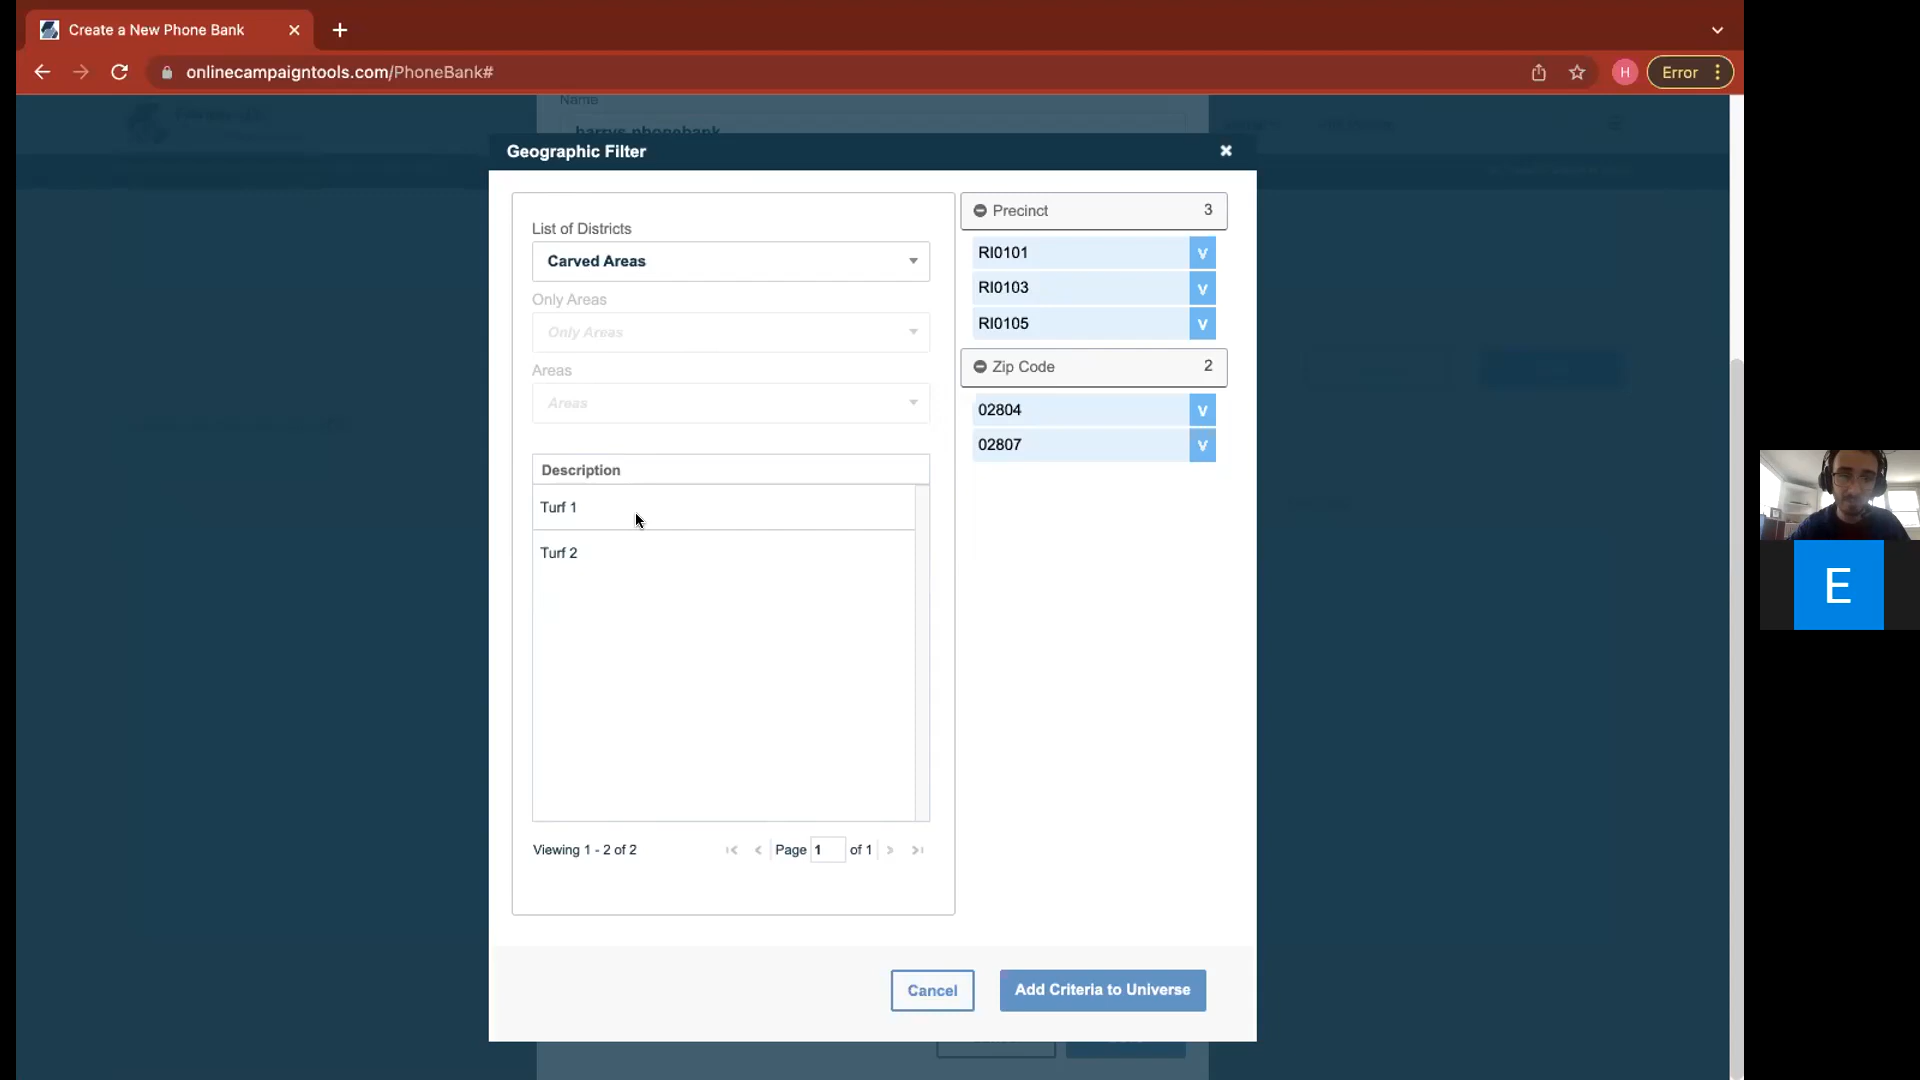 Create a New Phone Bank
onlinecampaigntools.com/PhoneBank#
H
Error
Name
harrys phonebank
Geographic Filter
List of Districts
Carved Areas
Only Areas
Only Areas
Areas
Areas
Description
Turf 1
Turf 2
Viewing 1 - 2 of 2
Page 1 of 1
Precinct 3
RI0101 V
RI0103 V
RI0105 V
Zip Code 2
02804 V
02807 V
Cancel
Add Criteria to Universe
E